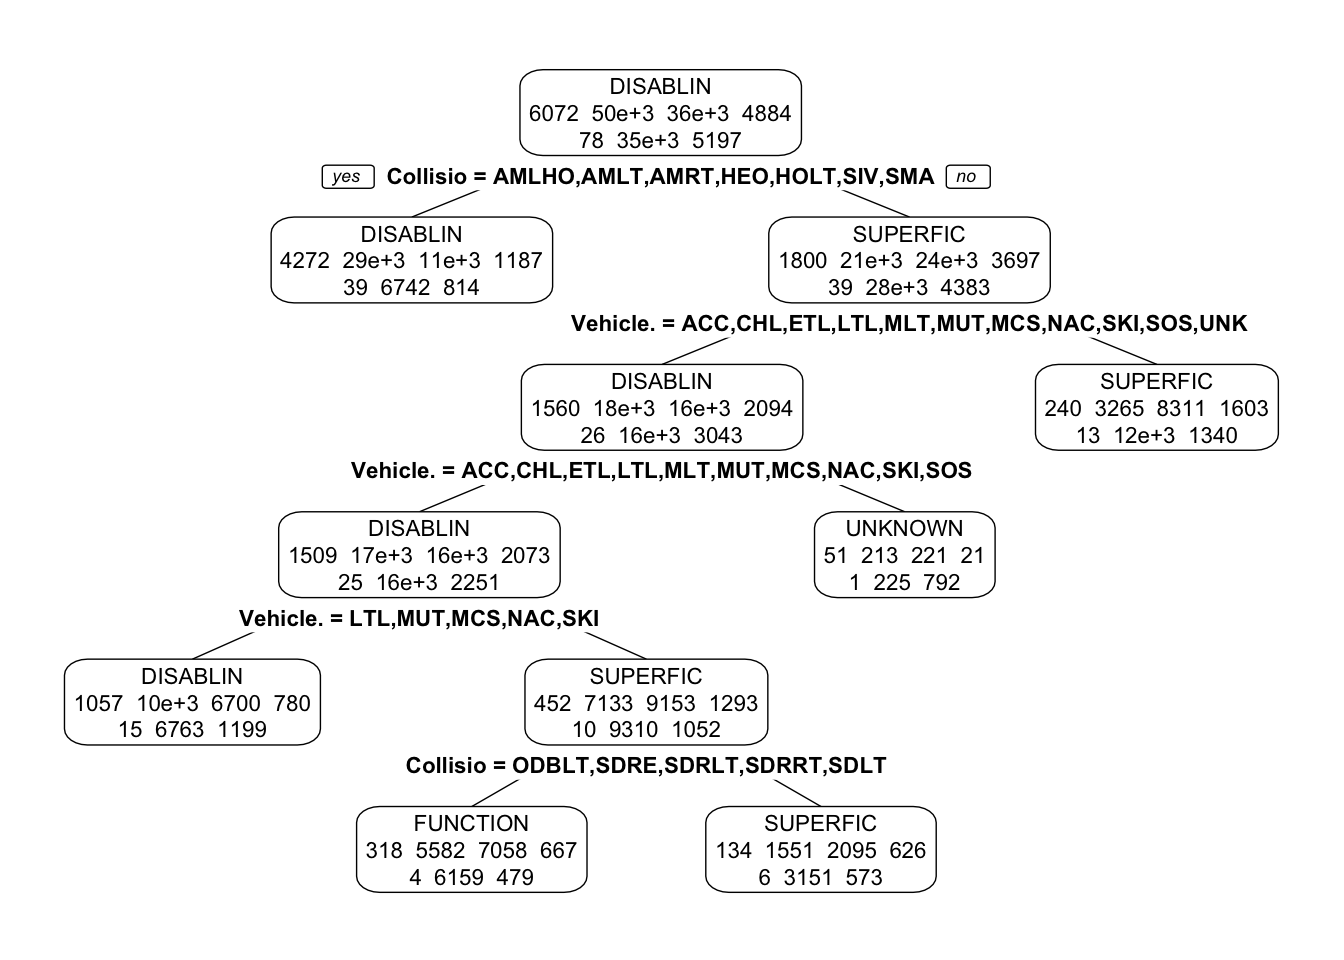 DISABLIN
6072 50e+3 36e+3 4884
78 35e+3 5197
yes Collisio = AMLHO,AMLT,AMRT,HEO,HOLT,SIV,SMA no
DISABLIN
4272 29e+3 11e+3 1187
39 6742 814
SUPERFIC
1800 21e+3 24e+3 3697
39 28e+3 4383
Vehicle. = ACC,CHL,ETL,LTL,MLT,MUT,MCS,NAC,SKI,SOS,UNK
DISABLIN
1560 18e+3 16e+3 2094
26 16e+3 3043
SUPERFIC
240 3265 8311 1603
13 12e+3 1340
Vehicle. = ACC,CHL,ETL,LTL,MLT,MUT,MCS,NAC,SKI,SOS
DISABLIN
1509 17e+3 16e+3 2073
25 16e+3 2251
UNKNOWN
51 213 221 21
1 225 792
Vehicle. = LTL,MUT,MCS,NAC,SKI
DISABLIN
1057 10e+3 6700 780
15 6763 1199
SUPERFIC
452 7133 9153 1293
10 9310 1052
Collisio = ODBLT,SDRE,SDRLT,SDRRT,SDLT
FUNCTION
318 5582 7058 667
4 6159 479
SUPERFIC
134 1551 2095 626
6 3151 573